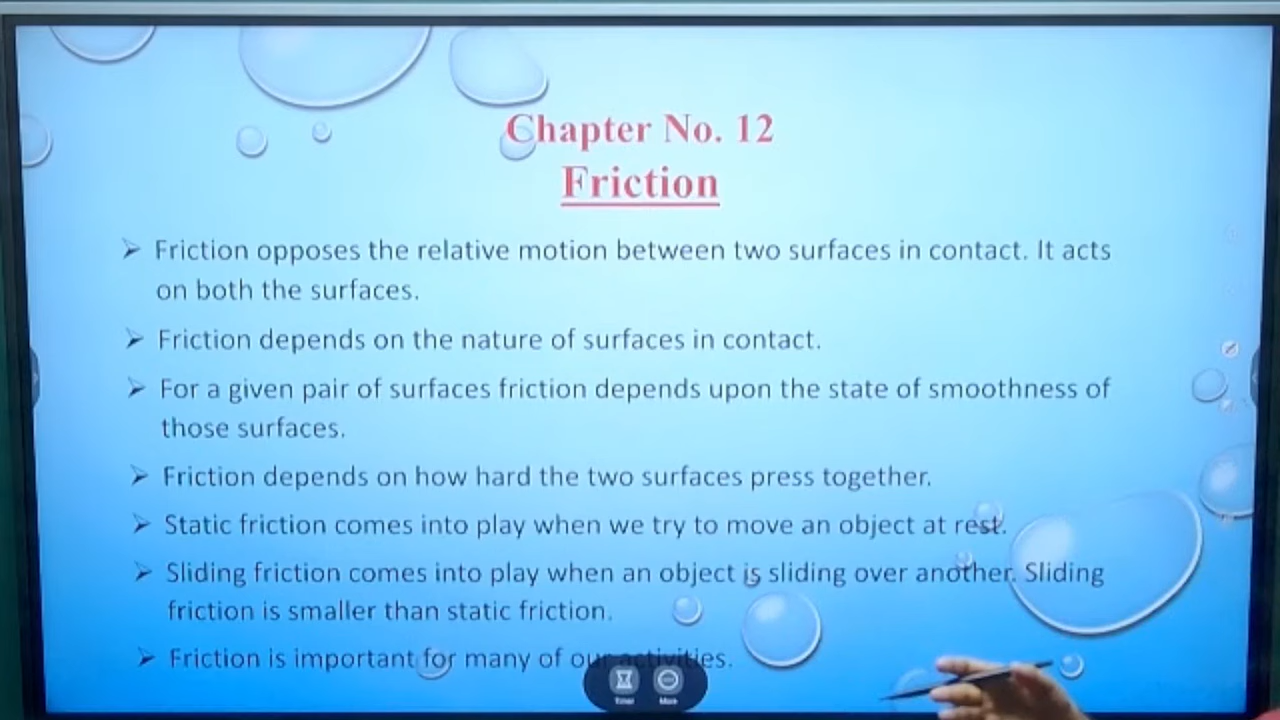 Chapter No. 12
Friction
➢ Friction opposes the relative motion between two surfaces in contact. It acts
on both the surfaces.
➢ Friction depends on the nature of surfaces in contact.
➢ For a given pair of surfaces friction depends upon the state of smoothness of
those surfaces.
➢ Friction depends on how hard the two surfaces press together.
➢ Static friction comes into play when we try to move an object at rest.
➢ Sliding friction comes into play when an object is sliding over another. Sliding
friction is smaller than static friction.
➢ Friction is important for many of our activities.
Timer More